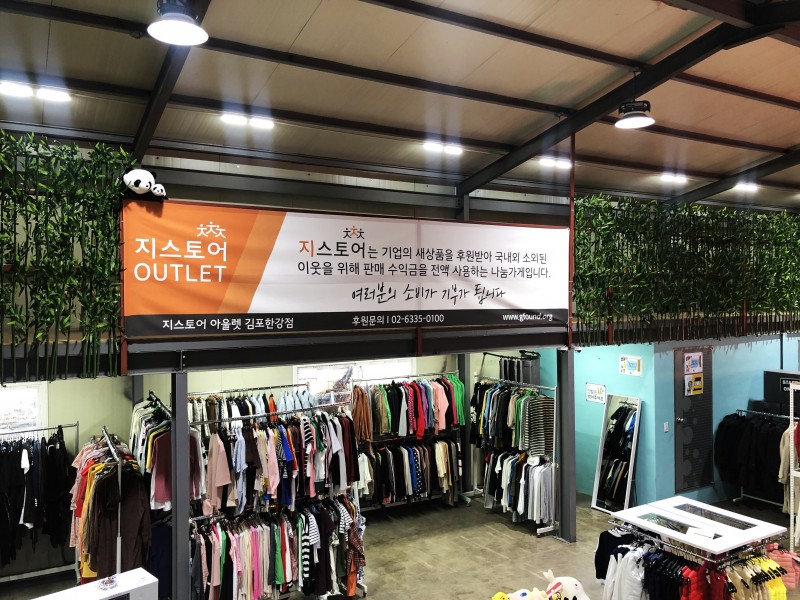 지스토어
OUTLET
지스토어는 기업의 새상품을 후원받아 국내외 소외된
이웃을 위해 판매 수익금을 전액 사용하는 나눔가게입니다.
여러분의 소비가 기부가 됩니다
지스토어 아울렛 김포한강점
후원문의 | 02-6335-0100
www.gfound.org